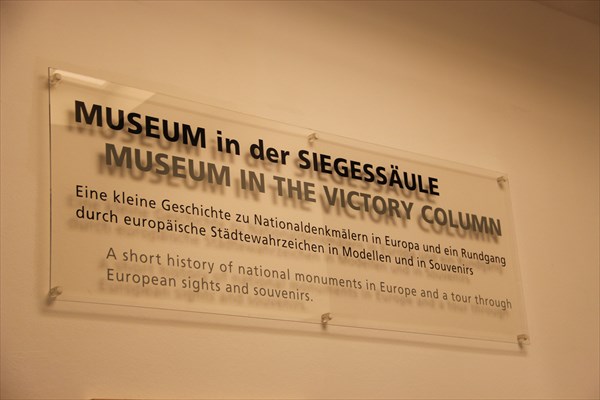 MUSEUM in der SIEGESSÄULE
MUSEUM IN THE VICTORY COLUMN
Eine kleine Geschichte zu Nationaldenkmälern in Europa und ein Rundgang
durch europäische Städtewahrzeichen in Modellen und in Souvenirs
A short history of national monuments in Europe and a tour through
European sights and souvenirs.